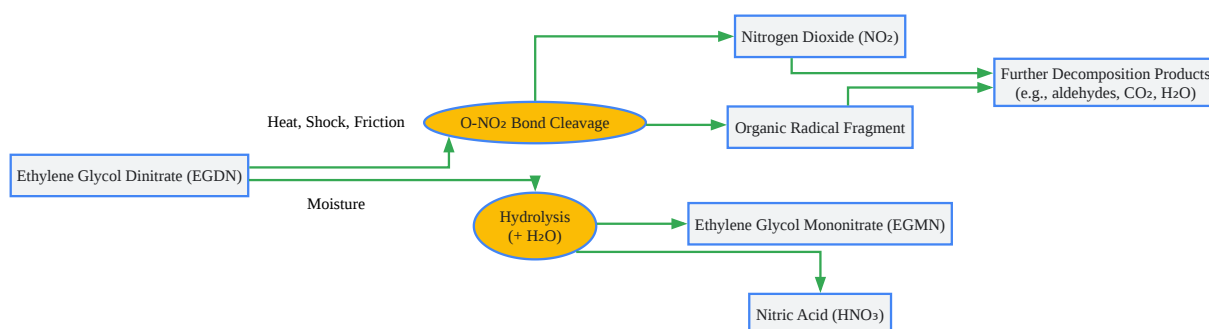 Nitrogen Dioxide (NO₂)
Further Decomposition Products
(e.g., aldehydes, CO₂, H₂O)
Heat, Shock, Friction
O-NO₂ Bond Cleavage
Organic Radical Fragment
Ethylene Glycol Dinitrate (EGDN)
Moisture
Hydrolysis
(+ H₂O)
Ethylene Glycol Mononitrate (EGMN)
Nitric Acid (HNO₃)